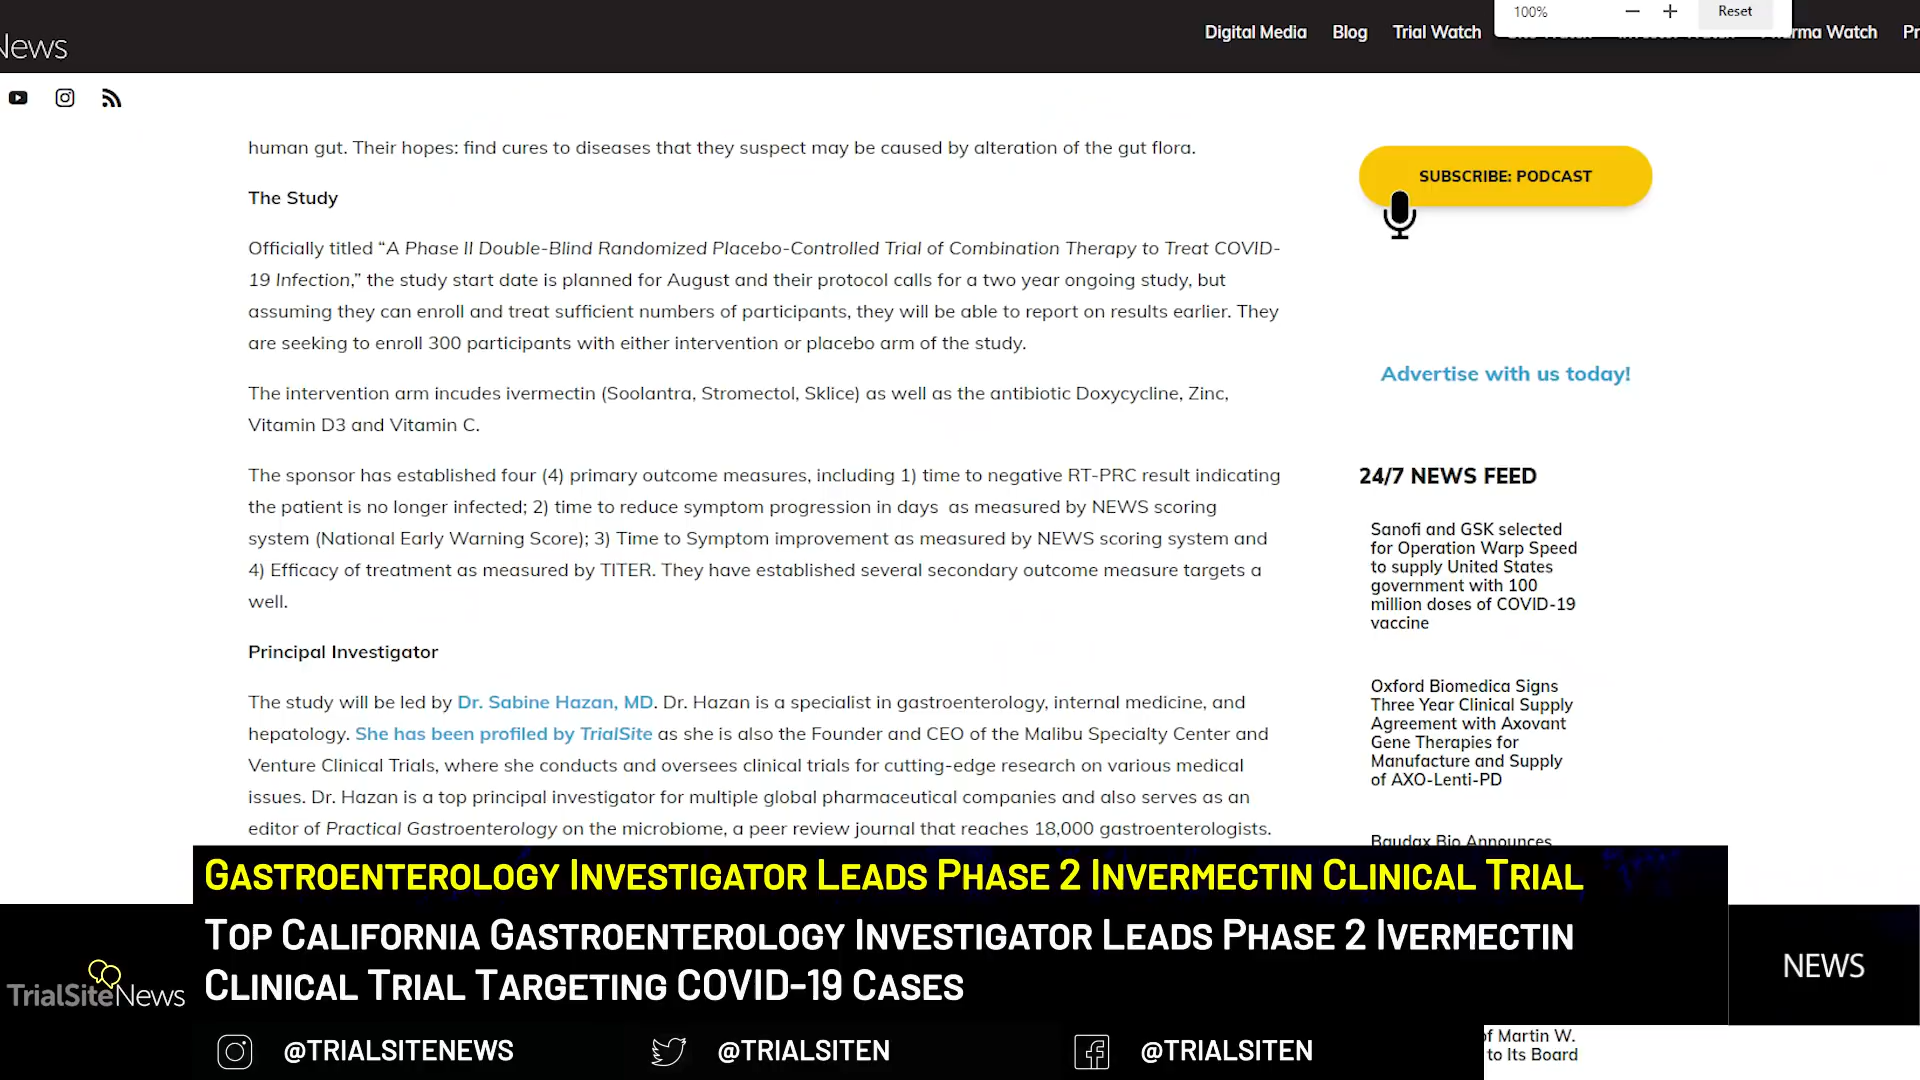 News
Digital Media Blog Trial Watch
100% Reset
human gut. Their hopes: find cures to diseases that they suspect may be caused by alteration of the gut flora.
The Study
Officially titled “A Phase II Double-Blind Randomized Placebo-Controlled Trial of Combination Therapy to Treat COVID-
19 Infection,” the study start date is planned for August and their protocol calls for a two year ongoing study, but
assuming they can enroll and treat sufficient numbers of participants, they will be able to report on results earlier. They
are seeking to enroll 300 participants with either intervention or placebo arm of the study.
The intervention arm incudes ivermectin (Soolantra, Stromectol, Sklice) as well as the antibiotic Doxycycline, Zinc,
Vitamin D3 and Vitamin C.
The sponsor has established four (4) primary outcome measures, including 1) time to negative RT-PRC result indicating
the patient is no longer infected; 2) time to reduce symptom progression in days as measured by NEWS scoring
system (National Early Warning Score); 3) Time to Symptom improvement as measured by NEWS scoring system and
4) Efficacy of treatment as measured by TITER. They have established several secondary outcome measure targets a
well.
Principal Investigator
The study will be led by Dr. Sabine Hazan, MD. Dr. Hazan is a specialist in gastroenterology, internal medicine, and
hepatology. She has been profiled by TrialSite as she is also the Founder and CEO of the Malibu Specialty Center and
Venture Clinical Trials, where she conducts and oversees clinical trials for cutting-edge research on various medical
issues. Dr. Hazan is a top principal investigator for multiple global pharmaceutical companies and also serves as an
editor of Practical Gastroenterology on the microbiome, a peer review journal that reaches 18,000 gastroenterologists.
SUBSCRIBE: PODCAST
Advertise with us today!
24/7 NEWS FEED
Sanofi and GSK selected
for Operation Warp Speed
to supply United States
government with 100
million doses of COVID-19
vaccine
Oxford Biomedica Signs
Three Year Clinical Supply
Agreement with Axovant
Gene Therapies for
Manufacture and Supply
of AXO-Lenti-PD
Baudax Bio Announces
of Martin W.
to Its Board
GASTROENTEROLOGY INVESTIGATOR LEADS PHASE 2 INVERMECTIN CLINICAL TRIAL
TOP CALIFORNIA GASTROENTEROLOGY INVESTIGATOR LEADS PHASE 2 IVERMECTIN
CLINICAL TRIAL TARGETING COVID-19 CASES
TrialSiteNews
NEWS
@TRIALSITENEWS @TRIALSITEN @TRIALSITEN